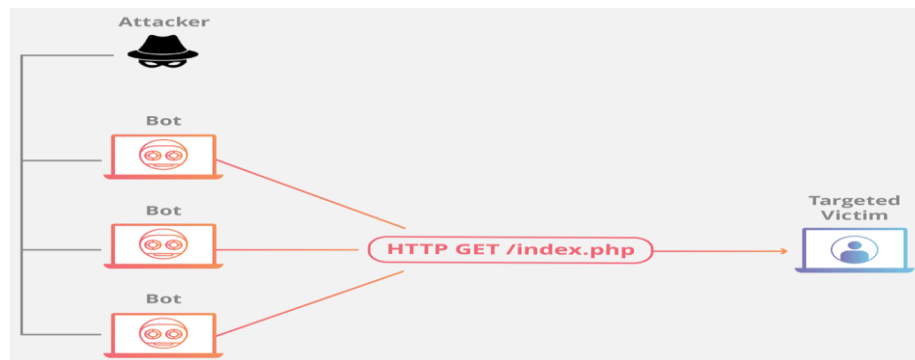 Attacker
Bot
Bot
HTTP GET /index.php
Targeted
Victim
Bot